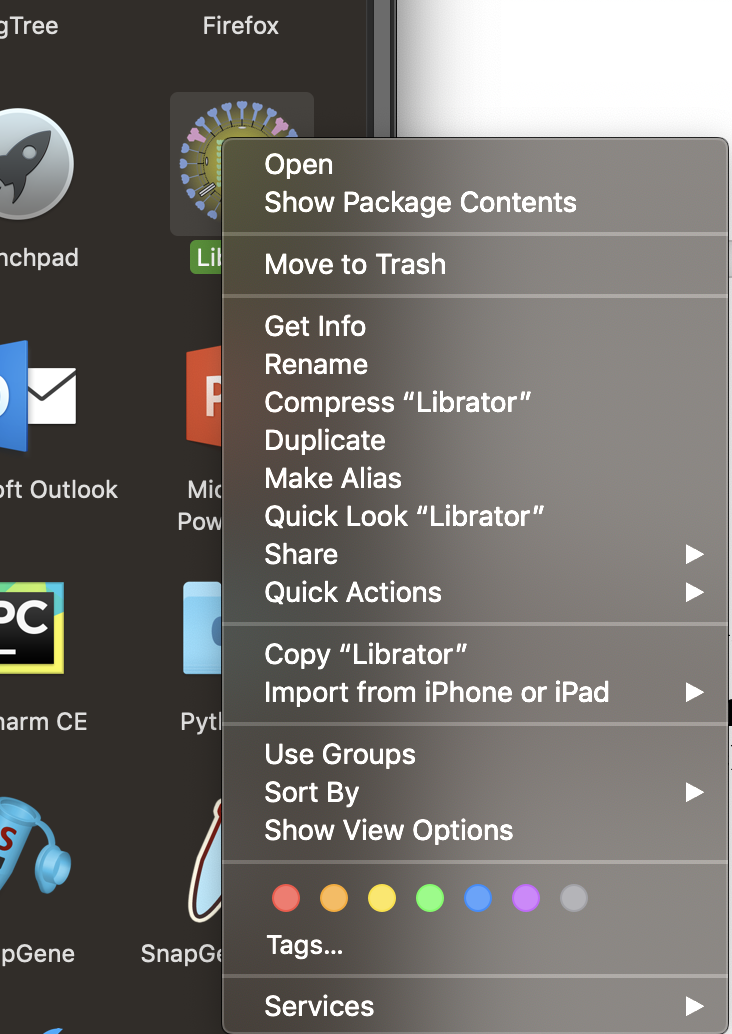 gTree
Firefox
Open
Show Package Contents
nchpad
Lib
Move to Trash
Get Info
Rename
Compress “Librator”
Duplicate
Make Alias
oft Outlook
Mic
Pow
Quick Look “Librator”
Share
Quick Actions
PC
Copy “Librator”
Import from iPhone or iPad
harm CE
Pyth
Use Groups
Sort By
Show View Options
S
pGene
SnapGe
Tags...
Services